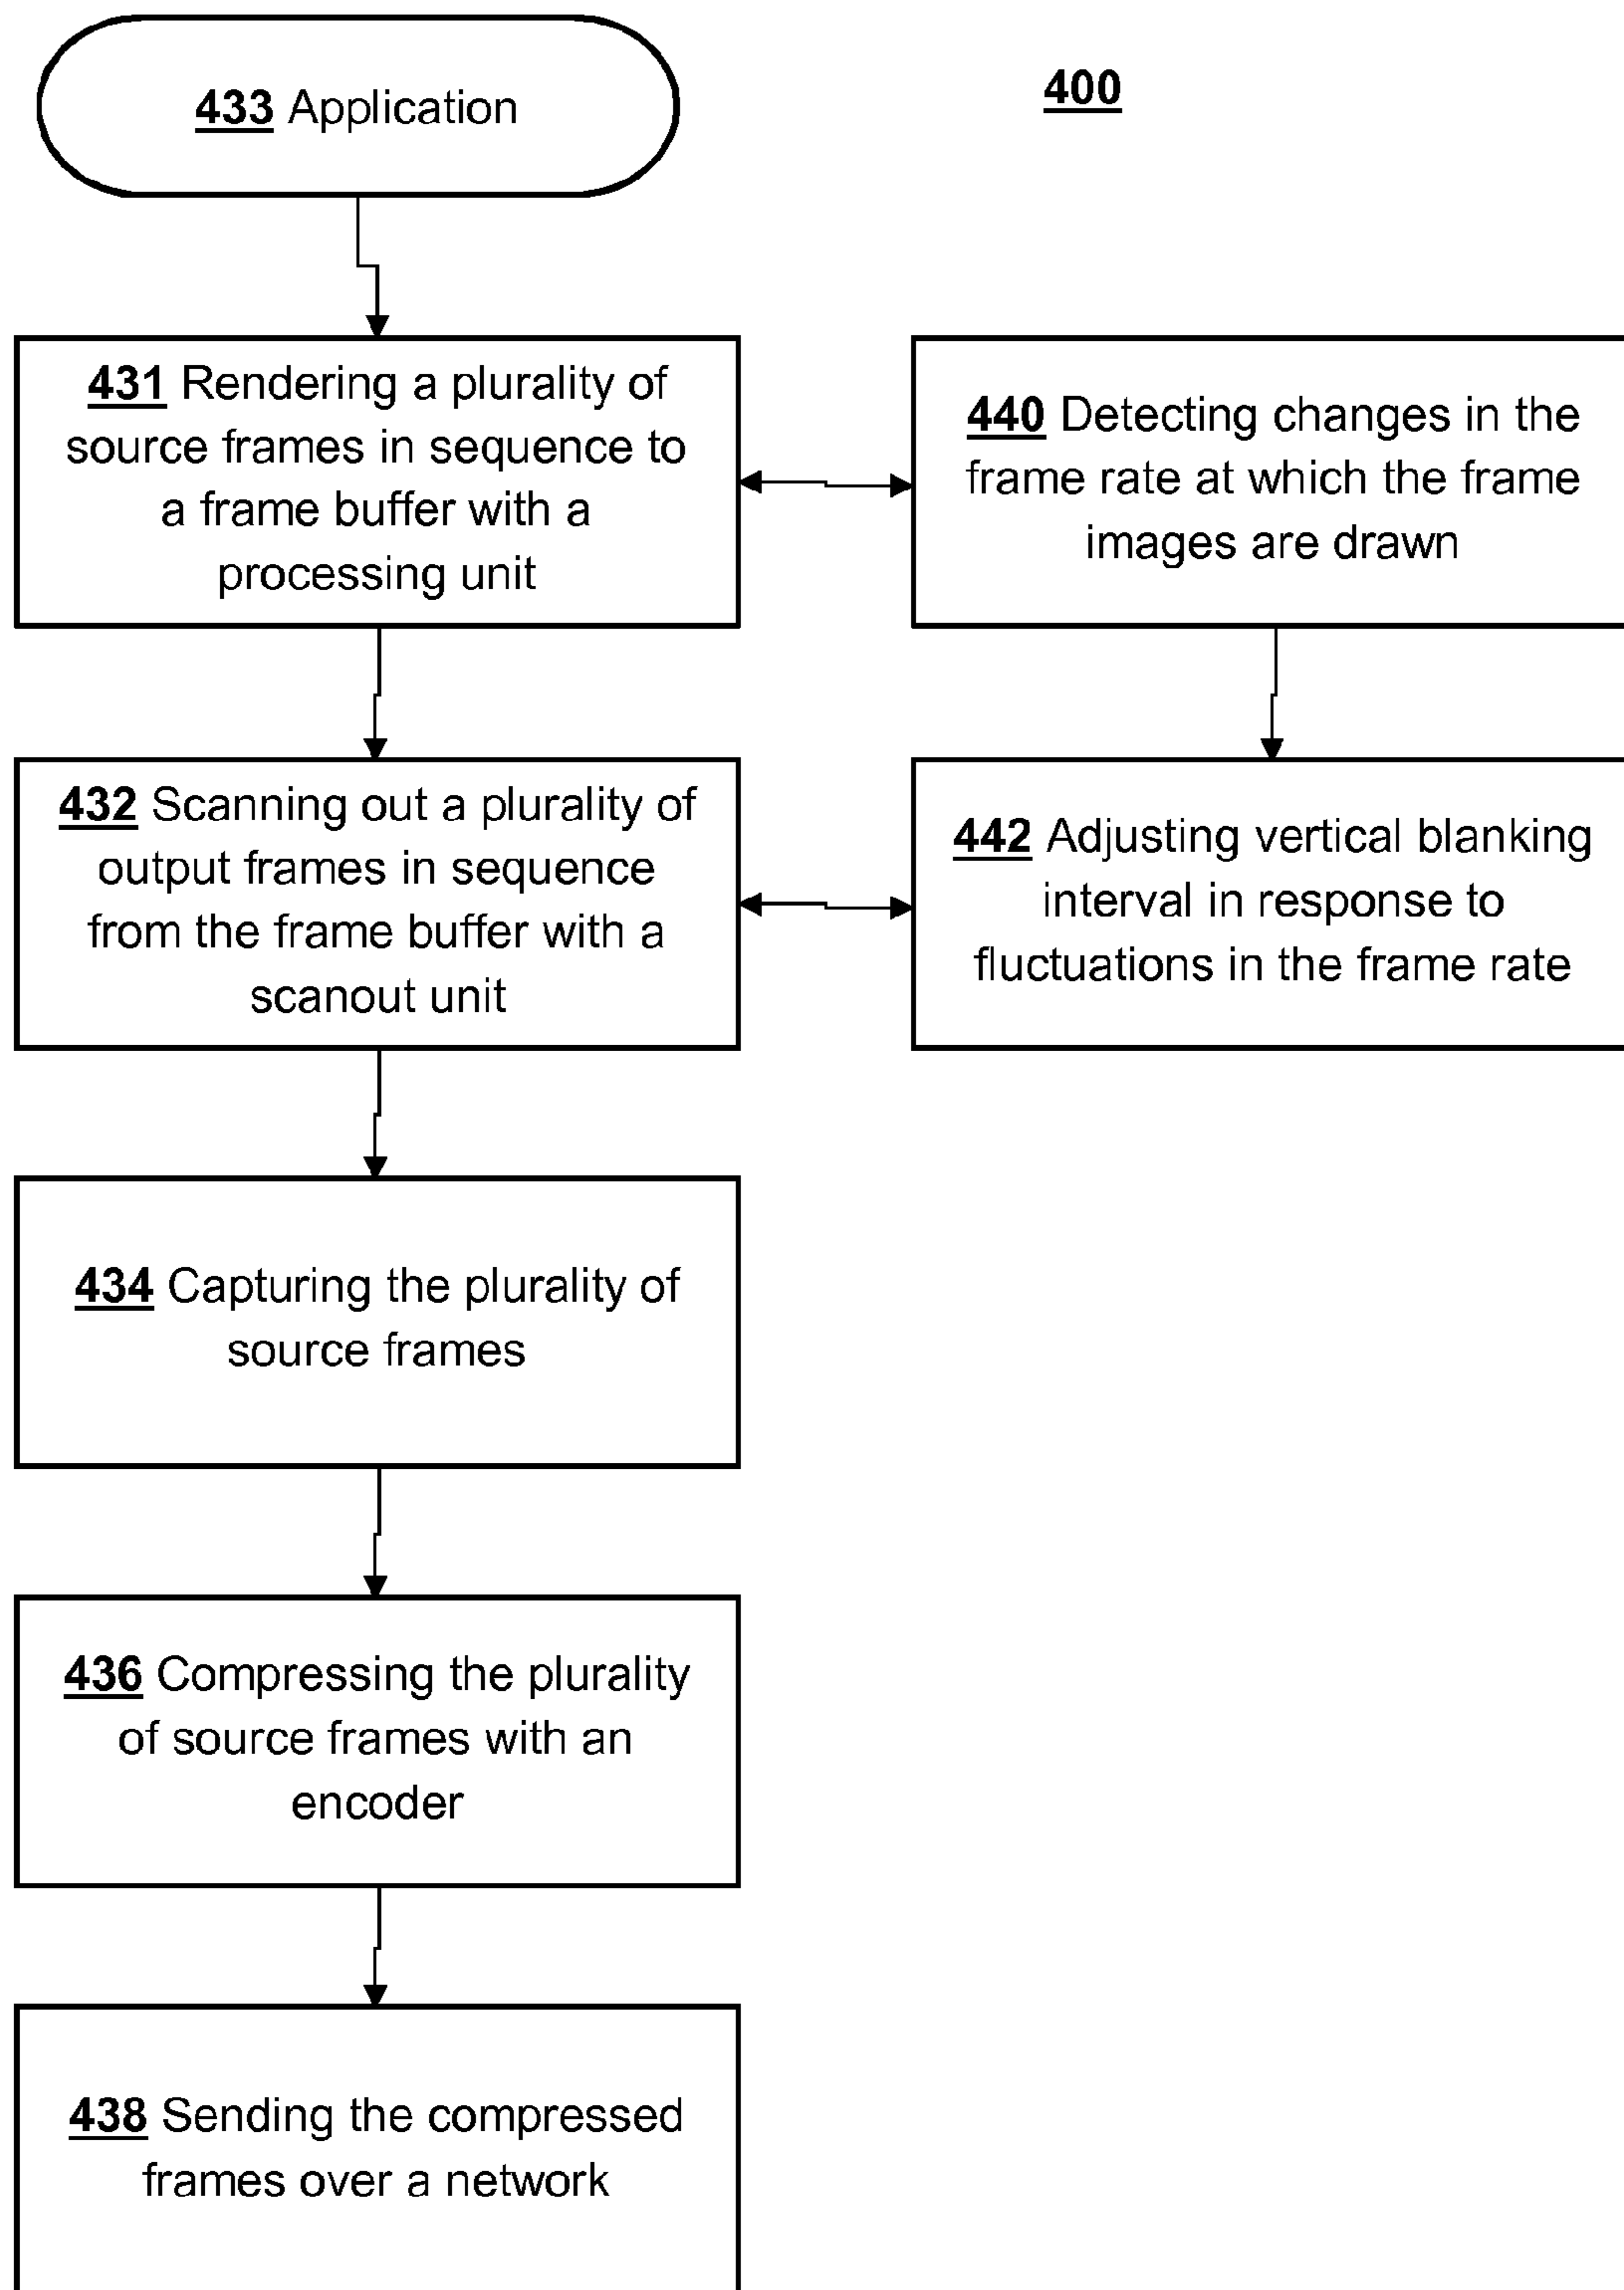 433 Application
400
431 Rendering a plurality of
source frames in sequence to
a frame buffer with a
processing unit
440 Detecting changes in the
frame rate at which the frame
images are drawn
432 Scanning out a plurality of
output frames in sequence
from the frame buffer with a
scanout unit
442 Adjusting vertical blanking
interval in response to
fluctuations in the frame rate
434 Capturing the plurality of
source frames
436 Compressing the plurality
of source frames with an
encoder
438 Sending the compressed
frames over a network